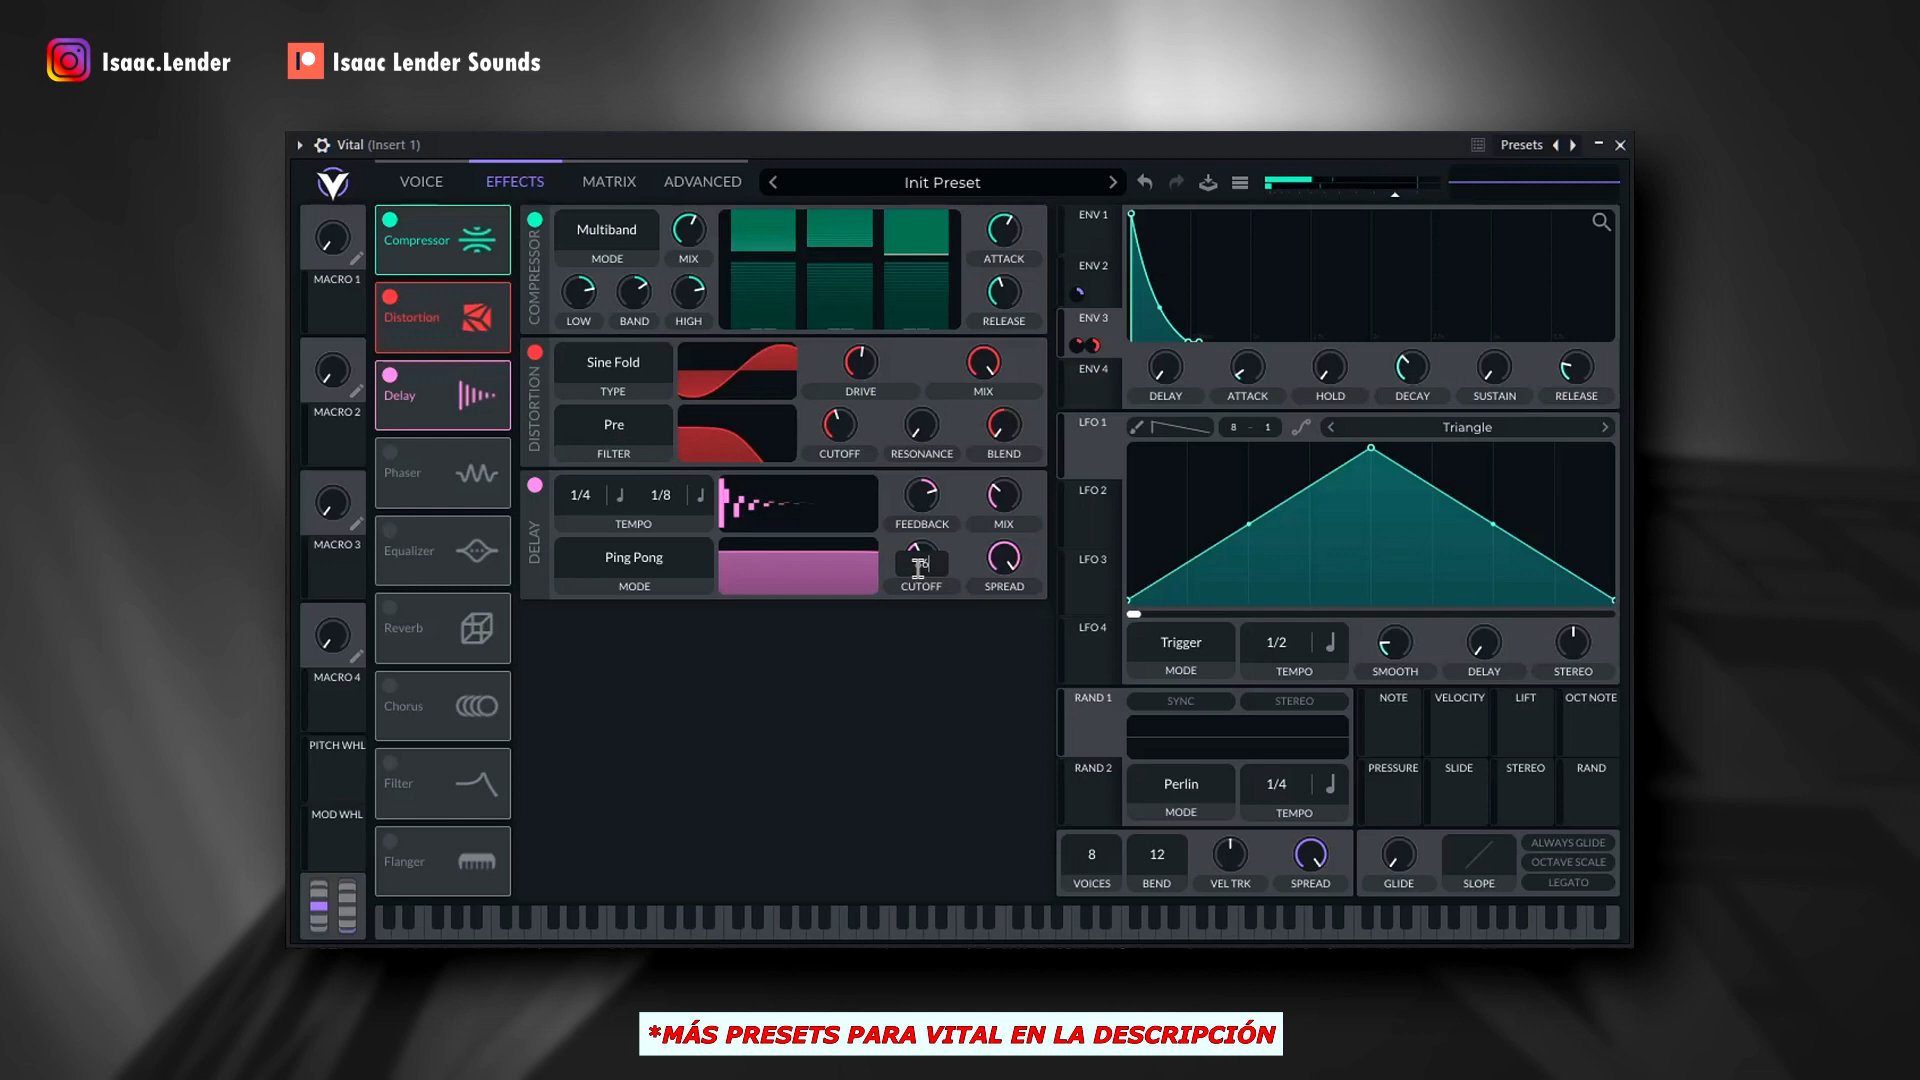 Isaac.Lender
Isaac Lender Sounds
Vital (Insert 1)
Presets
VOICE
EFFECTS
MATRIX
ADVANCED
Init Preset
MACRO 1
MACRO 2
MACRO 3
MACRO 4
PITCH WHL
MOD WHL
Compressor
Distortion
Delay
Phaser
Equalizer
Reverb
Chorus
Filter
Flanger
COMPRESSOR
Multiband
MODE
MIX
LOW
BAND
HIGH
ATTACK
RELEASE
DISTORTION
Sine Fold
TYPE
DRIVE
MIX
Pre
FILTER
CUTOFF
RESONANCE
BLEND
DELAY
1/4
1/8
TEMPO
FEEDBACK
MIX
Ping Pong
MODE
CUTOFF
SPREAD
ENV 1
ENV 2
ENV 3
ENV 4
DELAY
ATTACK
HOLD
DECAY
SUSTAIN
RELEASE
LFO 1
LFO 2
LFO 3
LFO 4
8 - 1
Triangle
Trigger
MODE
1/2
TEMPO
SMOOTH
DELAY
STEREO
RAND 1
RAND 2
SYNC
STEREO
Perlin
MODE
1/4
TEMPO
NOTE
VELOCITY
LIFT
OCT NOTE
PRESSURE
SLIDE
STEREO
RAND
8
VOICES
12
BEND
VEL TRK
SPREAD
GLIDE
SLOPE
ALWAYS GLIDE
OCTAVE SCALE
LEGATO
*MÁS PRESETS PARA VITAL EN LA DESCRIPCIÓN